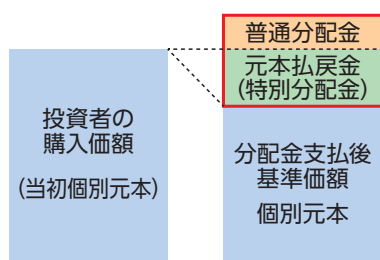 普通分配金
元本払戻金
(特別分配金)
投資者の
購入価額
(当初個別元本)
分配金支払後
基準価額
個別元本